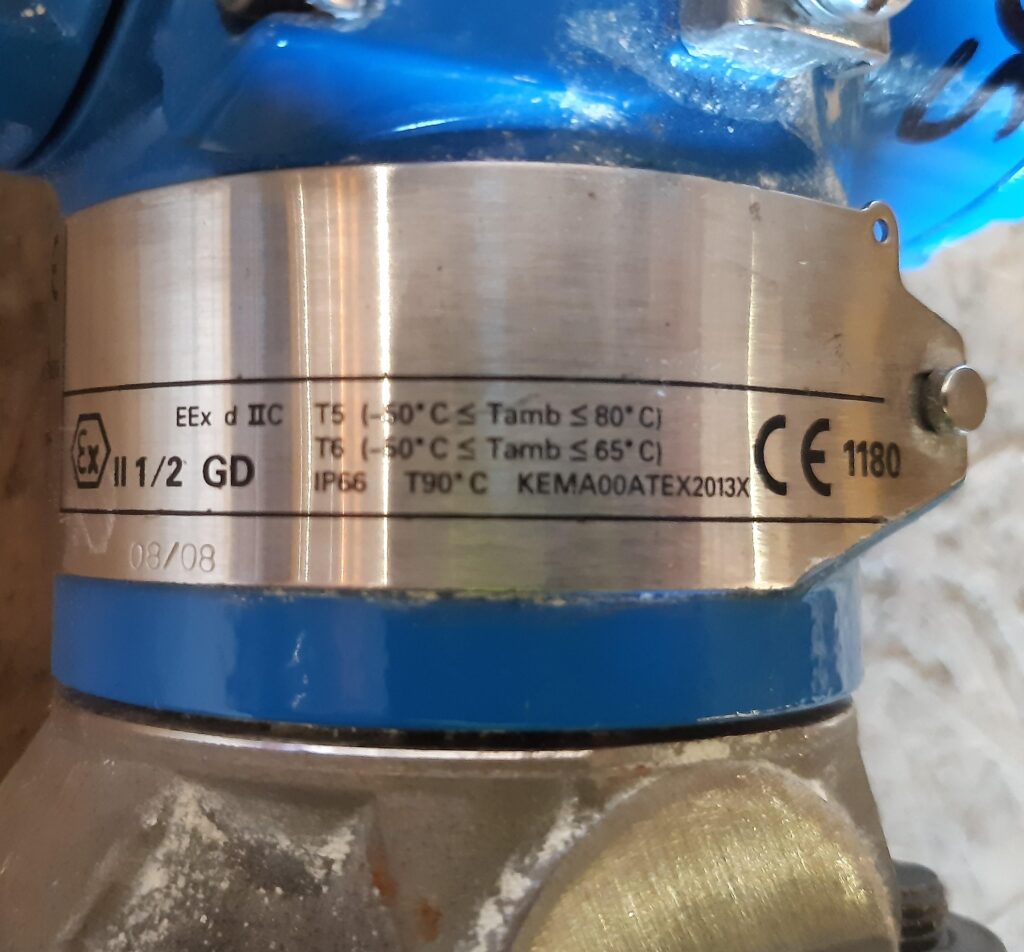 EEx d IIC T5 (-50°C ≤ Tamb ≤ 80°C)
T6 (-50°C ≤ Tamb ≤ 65°C)
Ex II 1/2 GD IP66 T90°C KEMA00ATEX2013X
CE 1180
08/08